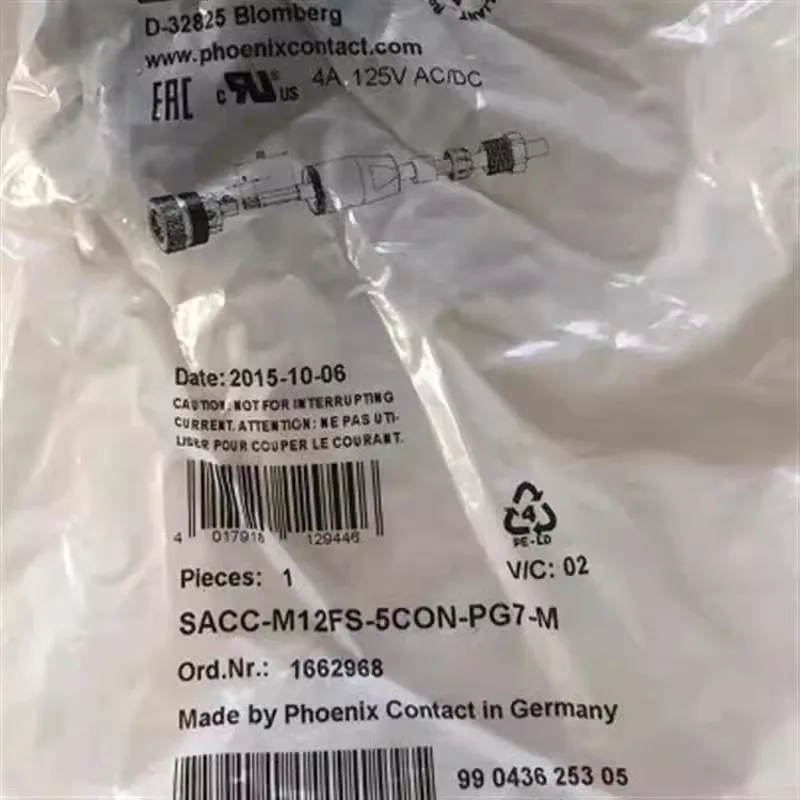 D-32825 Blomberg
www.phoenixcontact.com
EAC c RU US 4A, 125V AC/DC
Date: 2015-10-06
CAUTION: NOT FOR INTERRUPTING
CURRENT. ATTENTION: NE PAS UTI-
LISER POUR COUPER LE COURANT.
4 017918 129446
4
PE-LD
Pieces: 1
V/C: 02
SACC-M12FS-5CON-PG7-M
Ord.Nr.: 1662968
Made by Phoenix Contact in Germany
99 0436 253 05